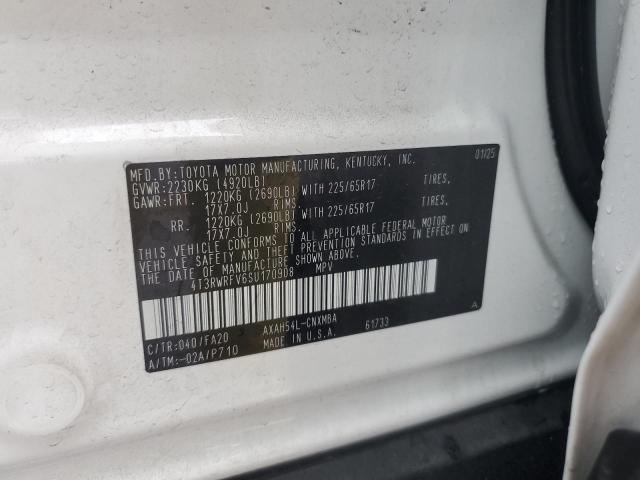 MFD.BY:TOYOTA MOTOR MANUFACTURING, KENTUCKY, INC. 01/25
GVWR:2230KG (4920LB)
GAWR:FRT. 1220KG (2690LB) WITH 225/65R17 TIRES,
17X7.0J RIMS.
RR. 1220KG (2690LB) WITH 225/65R17 TIRES,
17X7.0J RIMS.
THIS VEHICLE CONFORMS TO ALL APPLICABLE FEDERAL MOTOR
VEHICLE SAFETY AND THEFT PREVENTION STANDARDS IN EFFECT ON
THE DATE OF MANUFACTURE SHOWN ABOVE.
4T3RWRFV6SU170908 MPV
C/TR:040/FA20 AXAH54L-CNXMBA 61733
A/TM:-02A/P710 MADE IN U.S.A. A